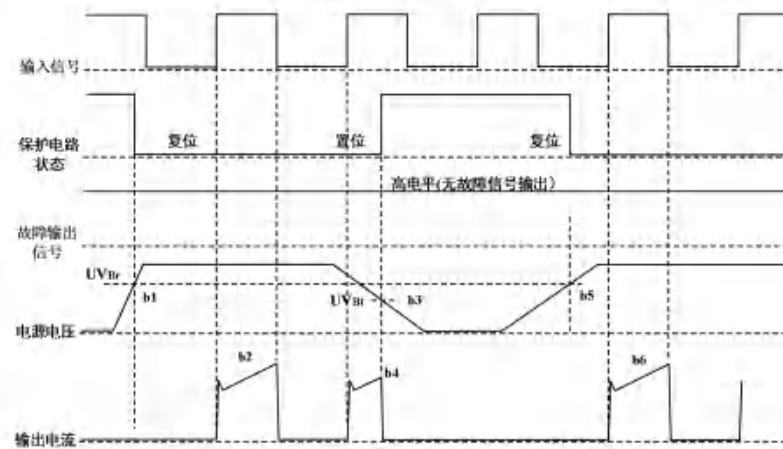 输入信号
保护电路
状态
复位
置位
复位
高电平(无故障信号输出)
故障输出
信号
UVBr
b1
UVBt
b3
b5
电源电压
b2
b4
b6
输出电流